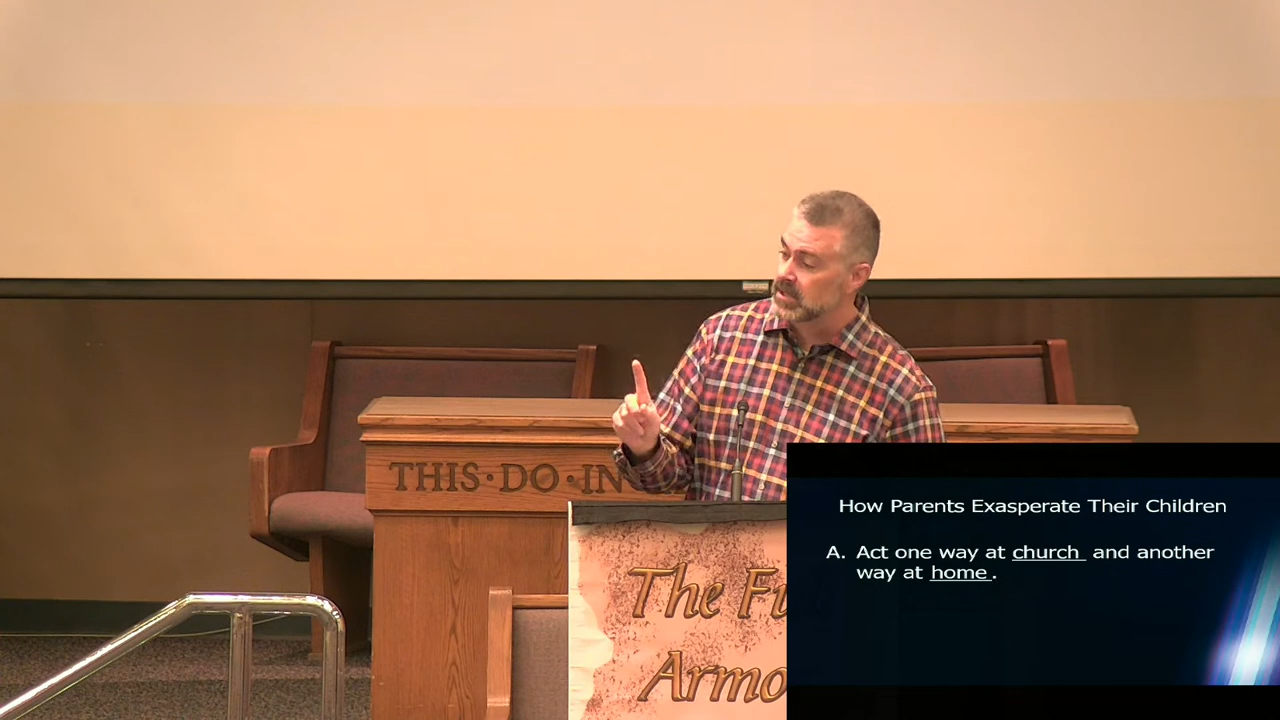 THIS·DO·IN
The Fu
Armo
How Parents Exasperate Their Children
A. Act one way at church and another
way at home.